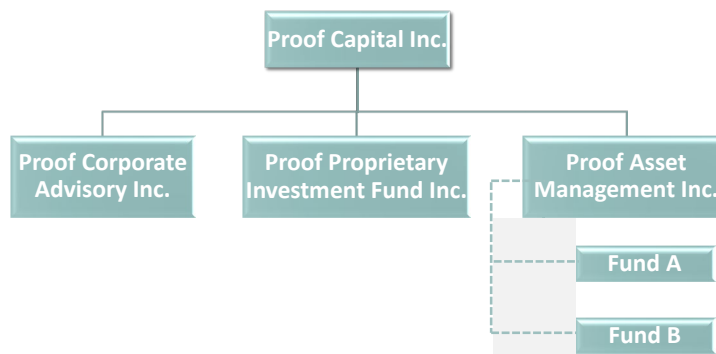 Proof Capital Inc.
Proof Corporate
Advisory Inc.
Proof Proprietary
Investment Fund Inc.
Proof Asset
Management Inc.
Fund A
Fund B